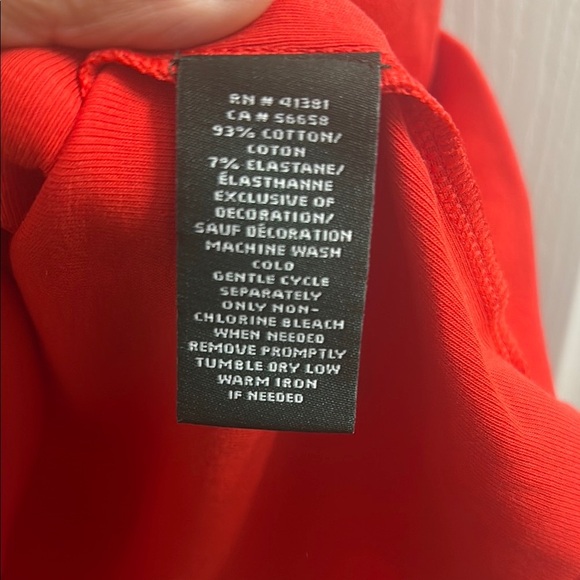 RN # 41381
CA # 56658
93% COTTON/
COTON
7% ELASTANE/
ÉLASTHANNE
EXCLUSIVE OF
DECORATION/
SAUF DÉCORATION
MACHINE WASH
COLD
GENTLE CYCLE
SEPARATELY
ONLY NON-
CHLORINE BLEACH
WHEN NEEDED
REMOVE PROMPTLY
TUMBLE DRY LOW
WARM IRON
IF NEEDED